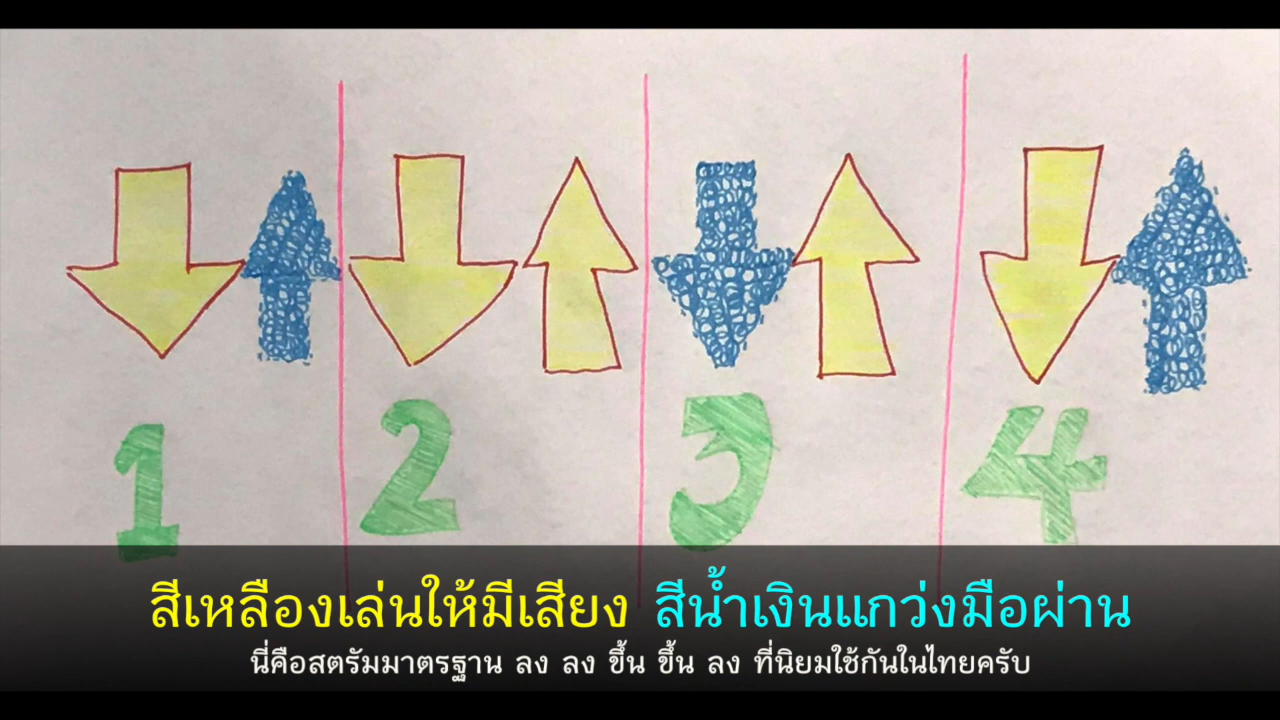 1 2 3 4
สีเหลืองเล่นให้มีเสียง สีน้ำเงินแกว่งมือผ่าน
นี่คือสตรัมมาตรฐาน ลง ลง ขึ้น ขึ้น ลง ที่นิยมใช้กันในไทยครับ